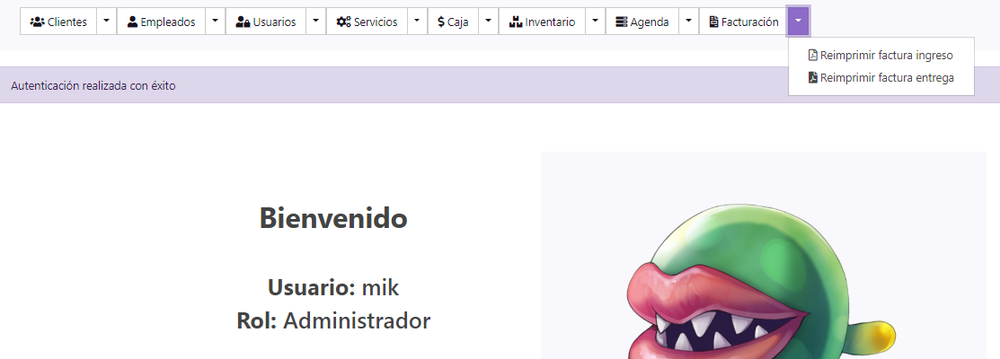 Clientes Empleados Usuarios Servicios Caja Inventario Agenda Facturación
Reimprimir factura ingreso
Reimprimir factura entrega
Autenticación realizada con éxito
Bienvenido
Usuario: mik
Rol: Administrador